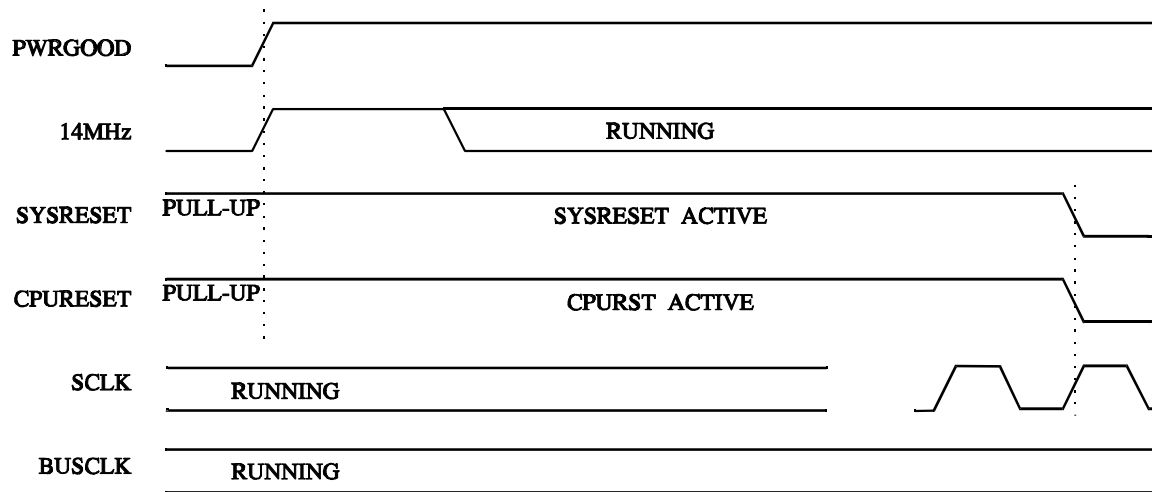 PWRGOOD
14MHz RUNNING
SYSRESET PULL-UP SYSRESET ACTIVE
CPURESET PULL-UP CPURST ACTIVE
SCLK RUNNING
BUSCLK RUNNING